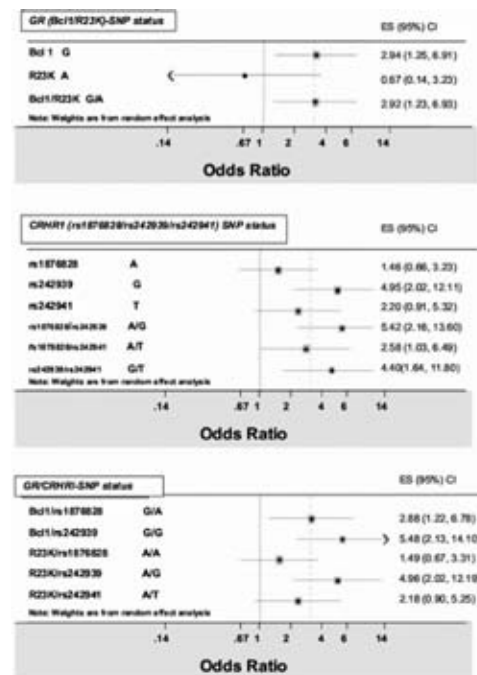 GR (Bcl1/R23K)-SNP status
ES (95%) CI
Bcl 1 G 2.94 (1.25, 6.91)
R23K A 0.67 (0.14, 3.23)
Bcl1/R23K G/A 2.92 (1.23, 6.93)
Note: Weights are from random effect analysis
.14 .67 1 2 4 6 14
Odds Ratio
CRHR1 (rs1876828/rs242939/rs242941) SNP status
ES (95%) CI
rs1876828 A 1.46 (0.66, 3.23)
rs242939 G 4.95 (2.02, 12.11)
rs242941 T 2.20 (0.91, 5.32)
rs1876828/rs242939 A/G 5.42 (2.16, 13.60)
rs1876828/rs242941 A/T 2.58 (1.03, 6.49)
rs242939/rs242941 G/T 4.40(1.64, 11.80)
Note: Weights are from random effect analysis
.14 .67 1 2 4 6 14
Odds Ratio
GR/CRHRI-SNP status
ES (95%) CI
Bcl1/rs1876828 G/A 2.88 (1.22, 6.78)
Bcl1/rs242939 G/G 5.48 (2.13, 14.10)
R23K/rs1876828 A/A 1.49 (0.67, 3.31)
R23K/rs242939 A/G 4.96 (2.02, 12.19)
R23K/rs242941 A/T 2.18 (0.90, 5.25)
Note: Weights are from random effect analysis
.14 .67 1 2 4 6 14
Odds Ratio